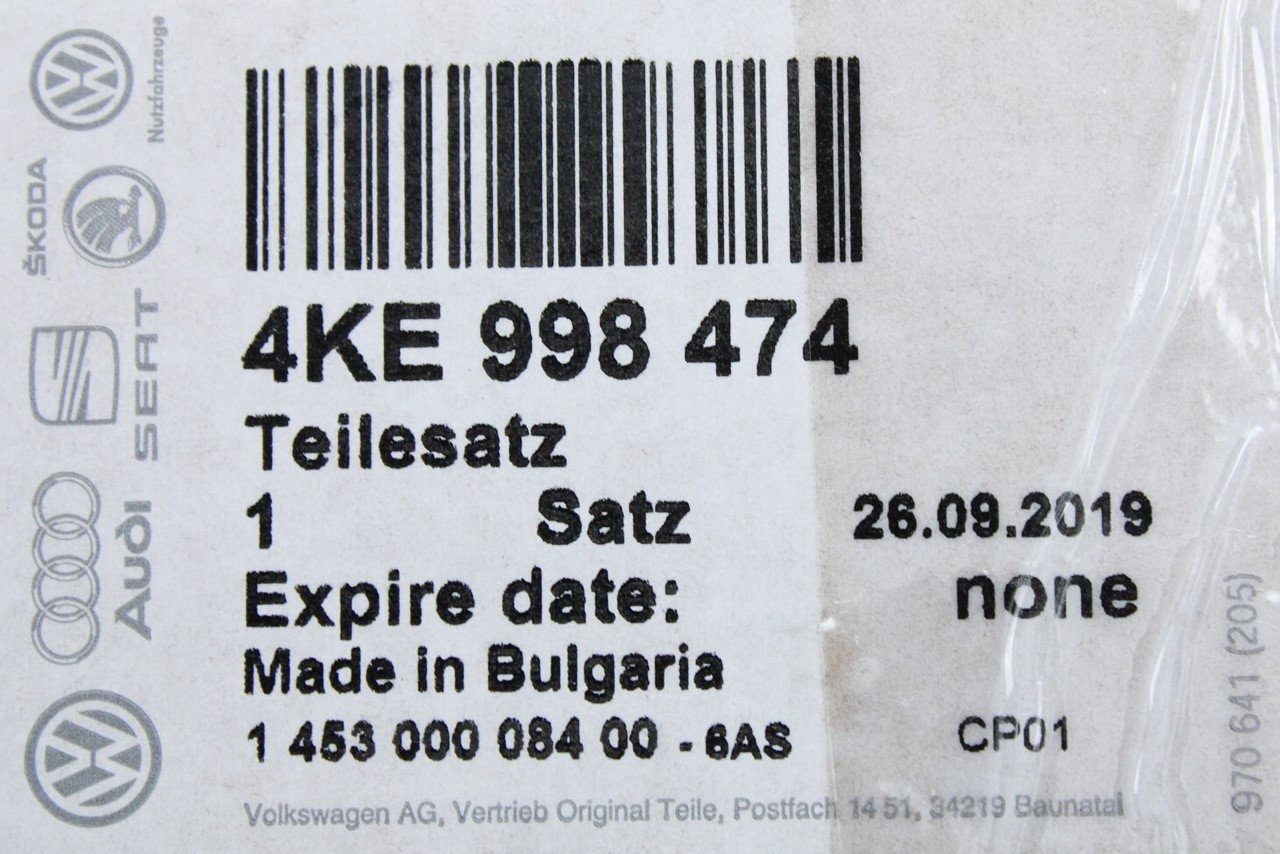 Nutzfahrzeuge
ŠKODA
SEAT
Audi
4KE 998 474
Teilesatz
1 Satz 26.09.2019
Expire date: none
Made in Bulgaria
1 453 000 084 00 - 6AS CP01
Volkswagen AG, Vertrieb Original Teile, Postfach 14 51, 34219 Baunatal
970 641 (205)